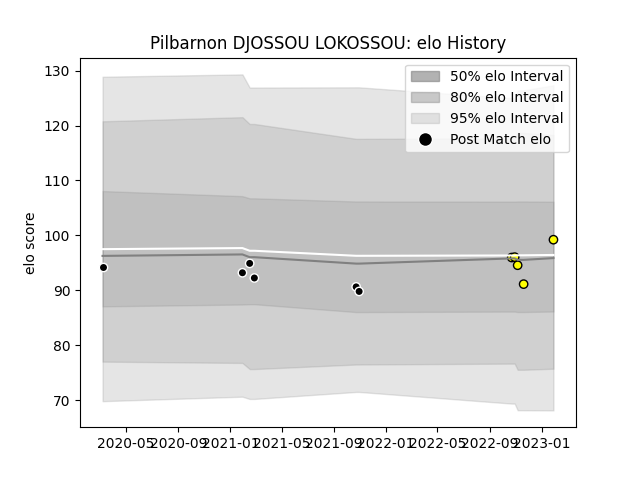 Pilbarnon DJOSSOU LOKOSSOU: elo History
50% elo Interval
80% elo Interval
95% elo Interval
Post Match elo
elo score
130
120
110
100
90
80
70
2020-05 2020-09 2021-01 2021-05 2021-09 2022-01 2022-05 2022-09 2023-01